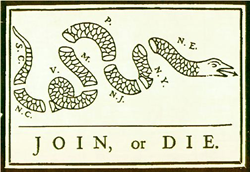 S.C.
N.C.
V.
M.
P.
N.J.
N.Y.
N.E.
JOIN, or DIE.